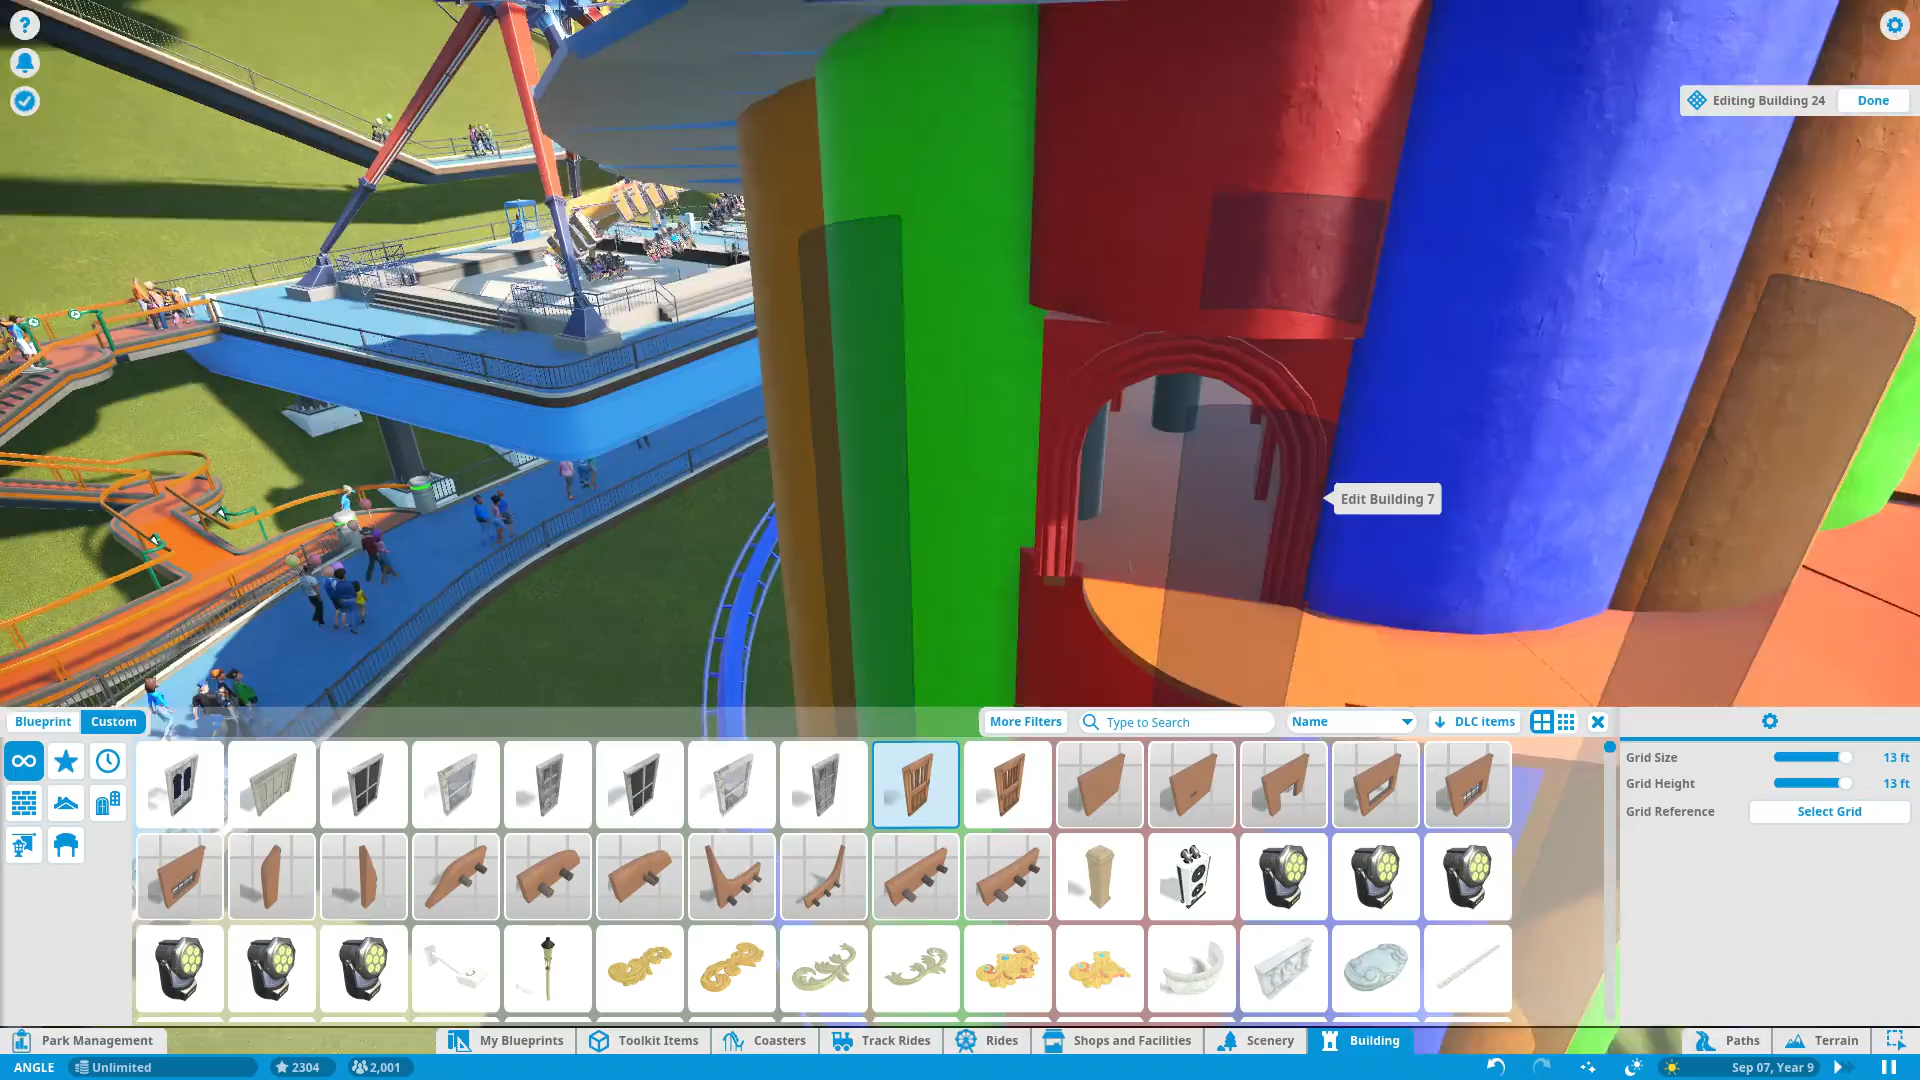 ?
Editing Building 24
Done
Edit Building 7
Blueprint
Custom
More Filters
Type to Search
Name
DLC items
Grid Size
13 ft
Grid Height
13 ft
Grid Reference
Select Grid
Park Management
My Blueprints
Toolkit Items
Coasters
Track Rides
Rides
Shops and Facilities
Scenery
Building
Paths
Terrain
ANGLE
Unlimited
2304
2,001
Sep 07, Year 9